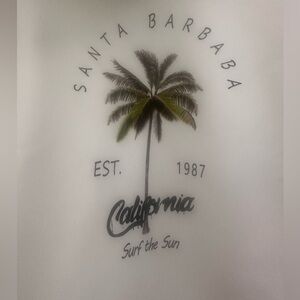 SANTA BARBABA
EST. 1987
California
Surf the Sun